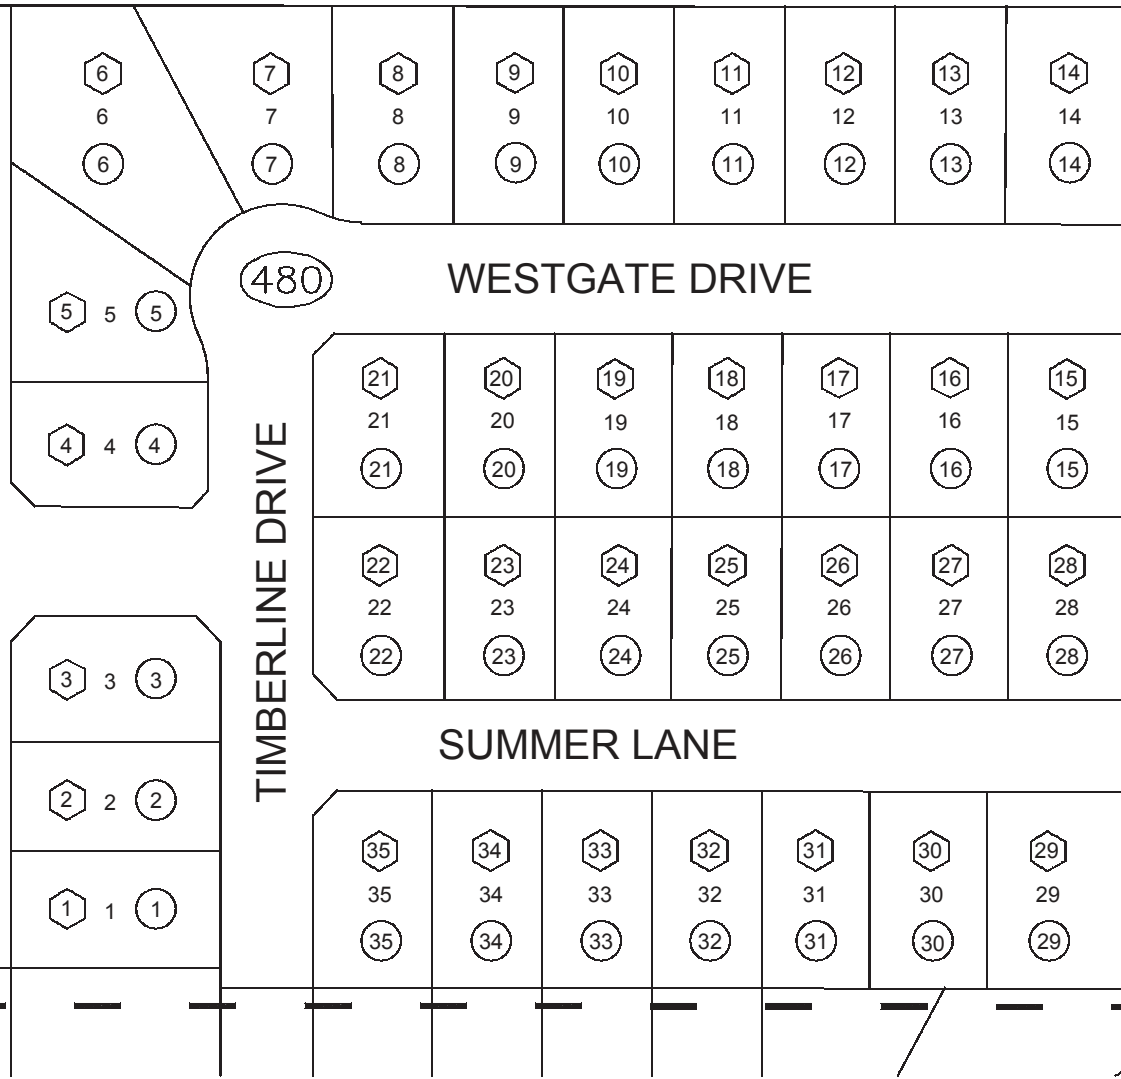 6 7 8 9 10 11 12 13 14
6 7 8 9 10 11 12 13 14
6 7 8 9 10 11 12 13 14
480 WESTGATE DRIVE
5 5 5
21 20 19 18 17 16 15
21 20 19 18 17 16 15
21 20 19 18 17 16 15
4 4 4
TIMBERLINE DRIVE
22 23 24 25 26 27 28
22 23 24 25 26 27 28
22 23 24 25 26 27 28
3 3 3
SUMMER LANE
2 2 2
35 34 33 32 31 30 29
35 34 33 32 31 30 29
35 34 33 32 31 30 29
1 1 1